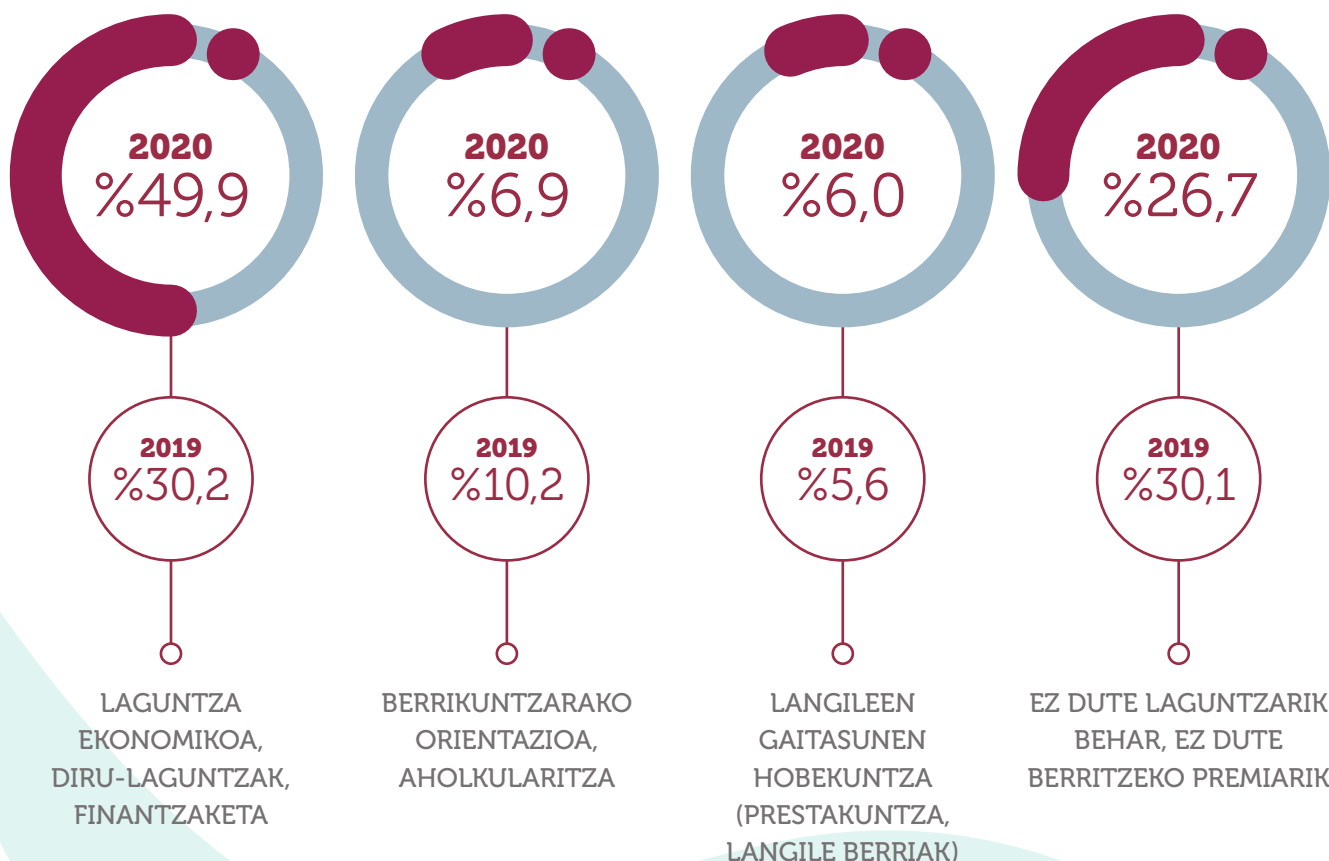 2020
%49,9
2019
%30,2
LAGUNTZA
EKONOMIKOA,
DIRU-LAGUNTZAK,
FINANTZAKETA
2020
%6,9
2019
%10,2
BERRIKUNTZARAKO
ORIENTAZIOA,
AHOLKULARITZA
2020
%6,0
2019
%5,6
LANGILEEN
GAITASUNEN
HOBEKUNTZA
(PRESTAKUNTZA,
LANGILE BERRIAK)
2020
%26,7
2019
%30,1
EZ DUTE LAGUNTZARIK
BEHAR, EZ DUTE
BERRITZEKO PREMIARIK